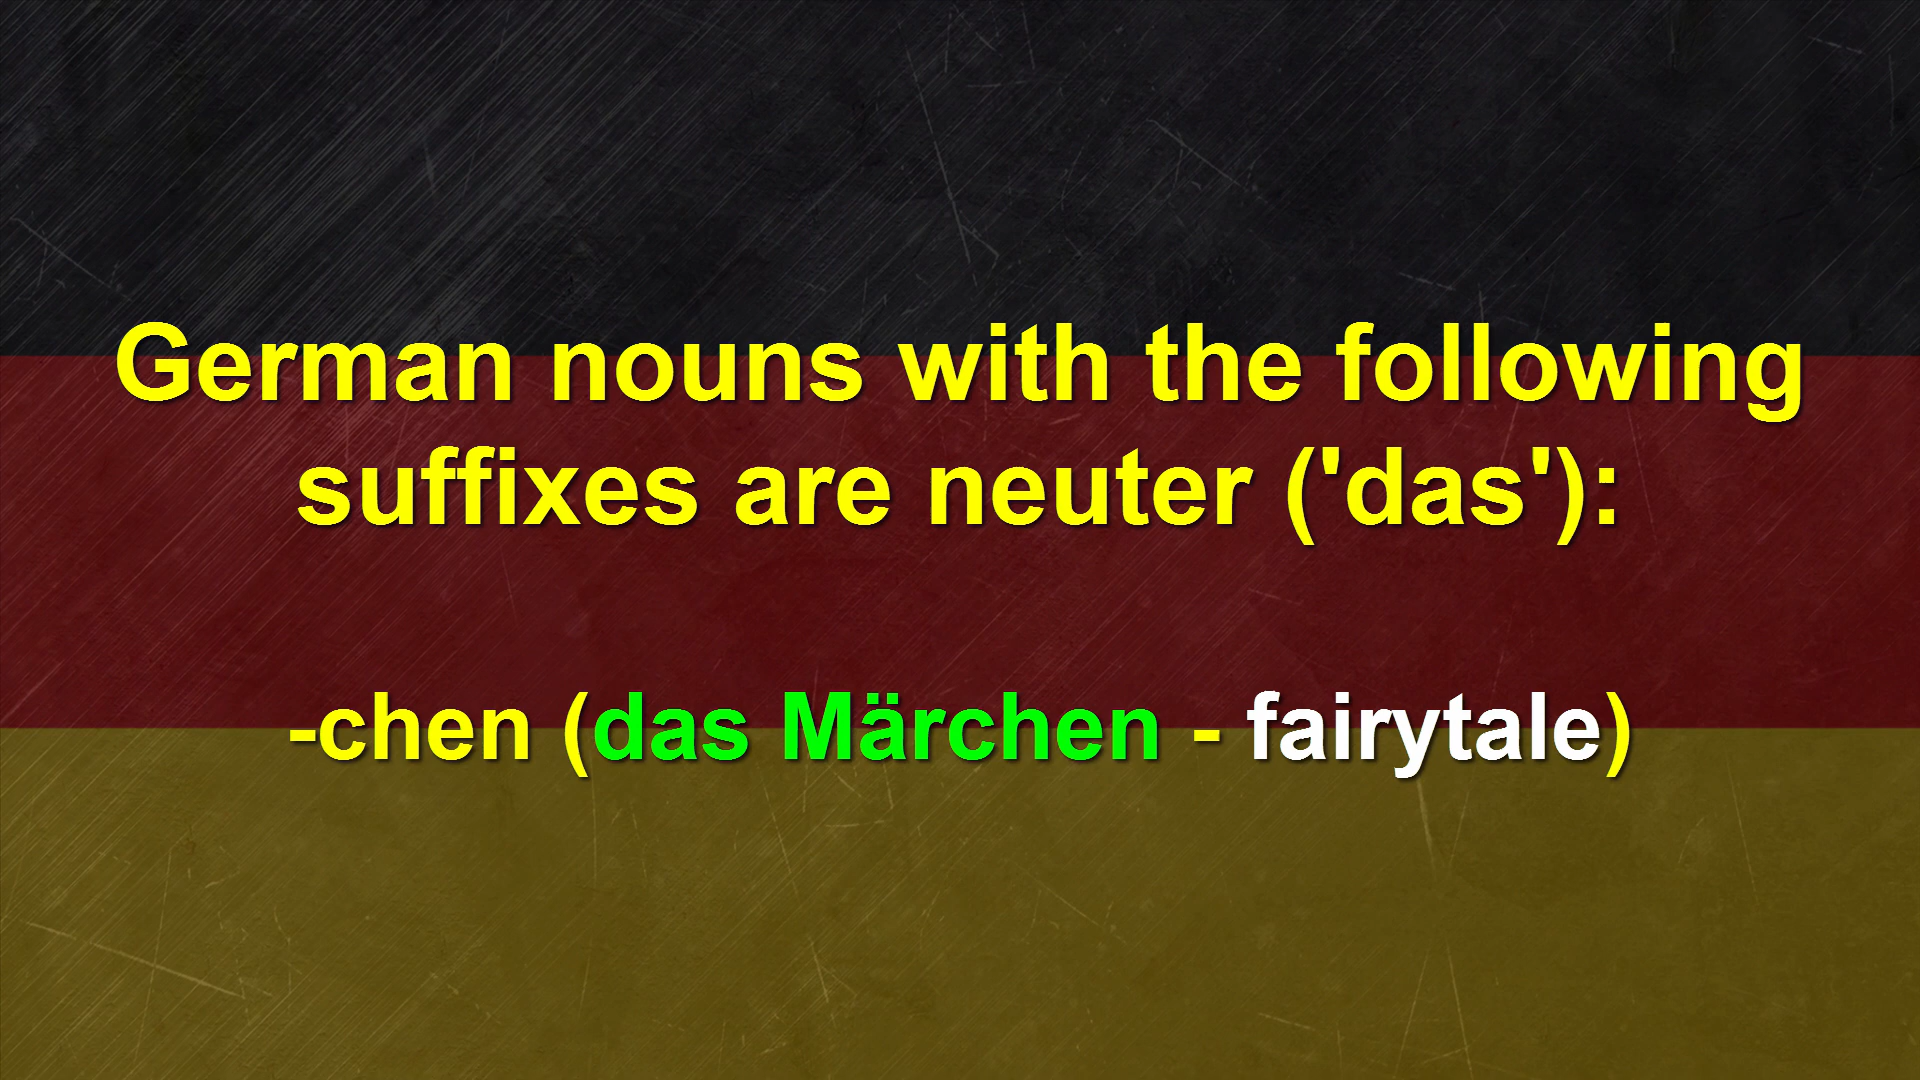 German nouns with the following
suffixes are neuter ('das'):
-chen (das Märchen - fairytale)